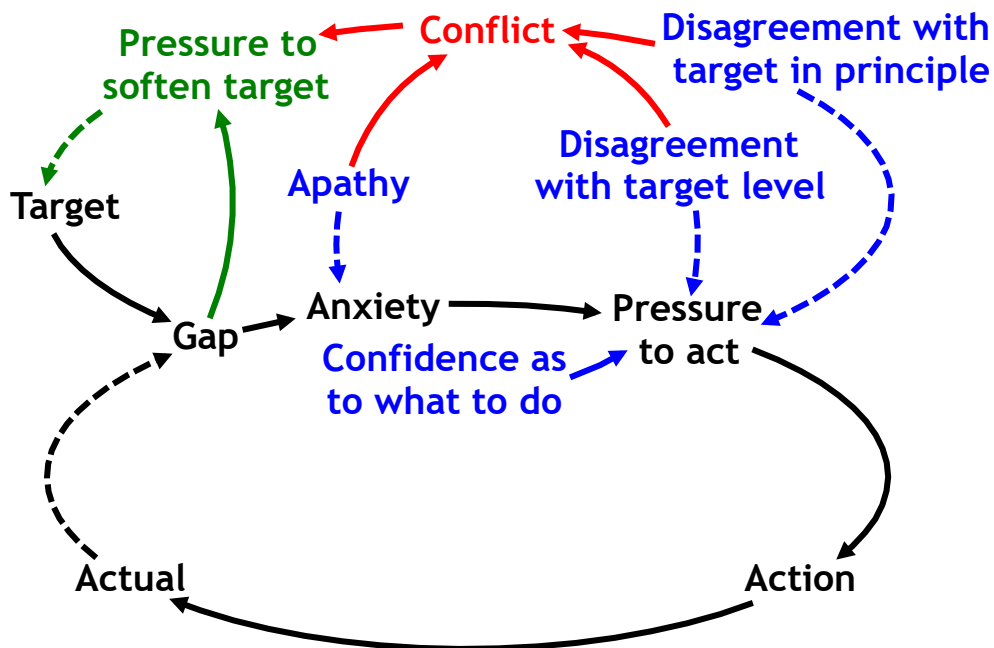 Conflict
Disagreement with
target in principle
Pressure to
soften target
Disagreement
with target level
Apathy
Target
Anxiety
Pressure
to act
Gap
Confidence as
to what to do
Actual
Action